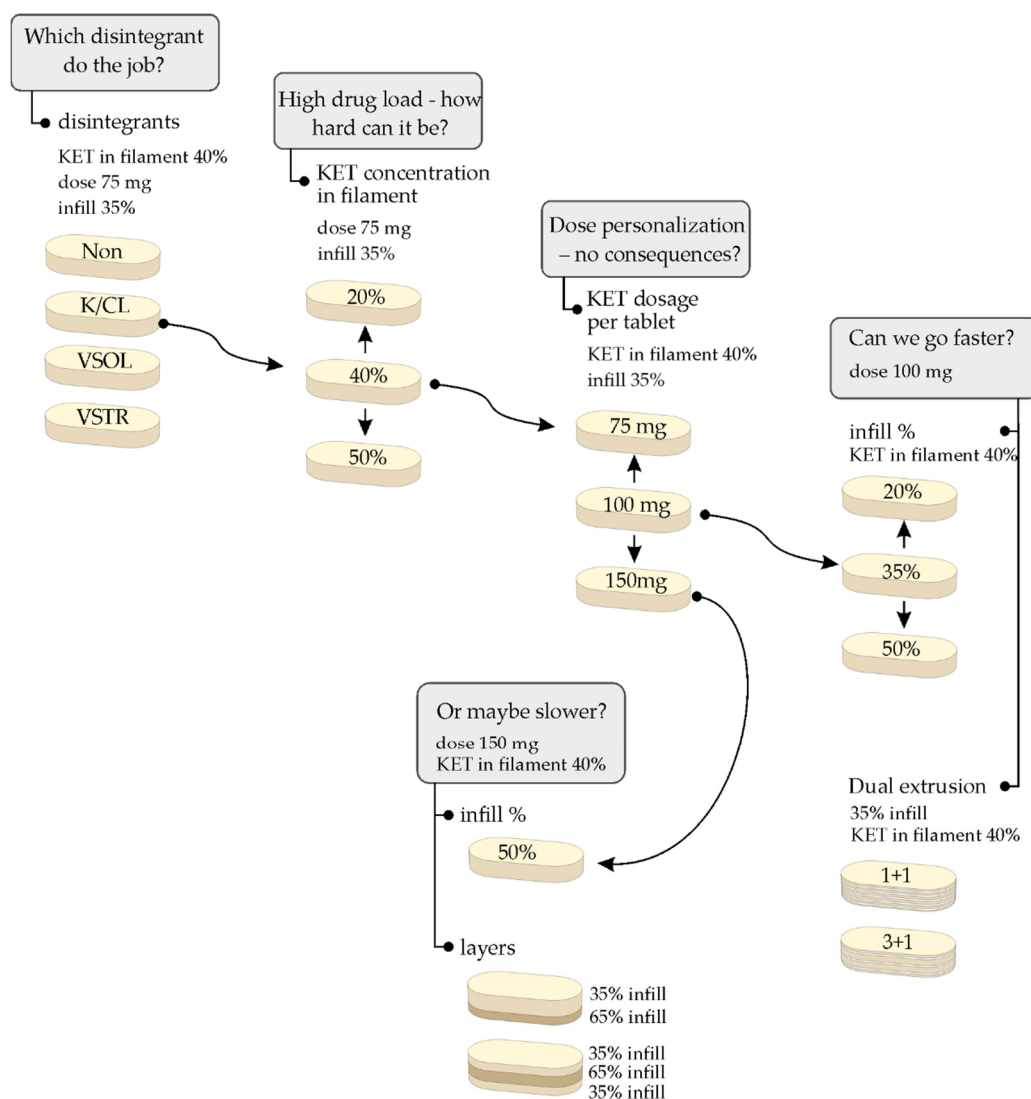 Which disintegrant
do the job?
disintegrants
KET in filament 40%
dose 75 mg
infill 35%
Non
K/CL
VSOL
VSTR
High drug load - how
hard can it be?
KET concentration
in filament
dose 75 mg
infill 35%
20%
40%
50%
Dose personalization
– no consequences?
KET dosage
per tablet
KET in filament 40%
infill 35%
75 mg
100 mg
150mg
Can we go faster?
dose 100 mg
infill %
KET in filament 40%
20%
35%
50%
Dual extrusion
35% infill
KET in filament 40%
1+1
3+1
Or maybe slower?
dose 150 mg
KET in filament 40%
infill %
50%
layers
35% infill
65% infill
35% infill
65% infill
35% infill